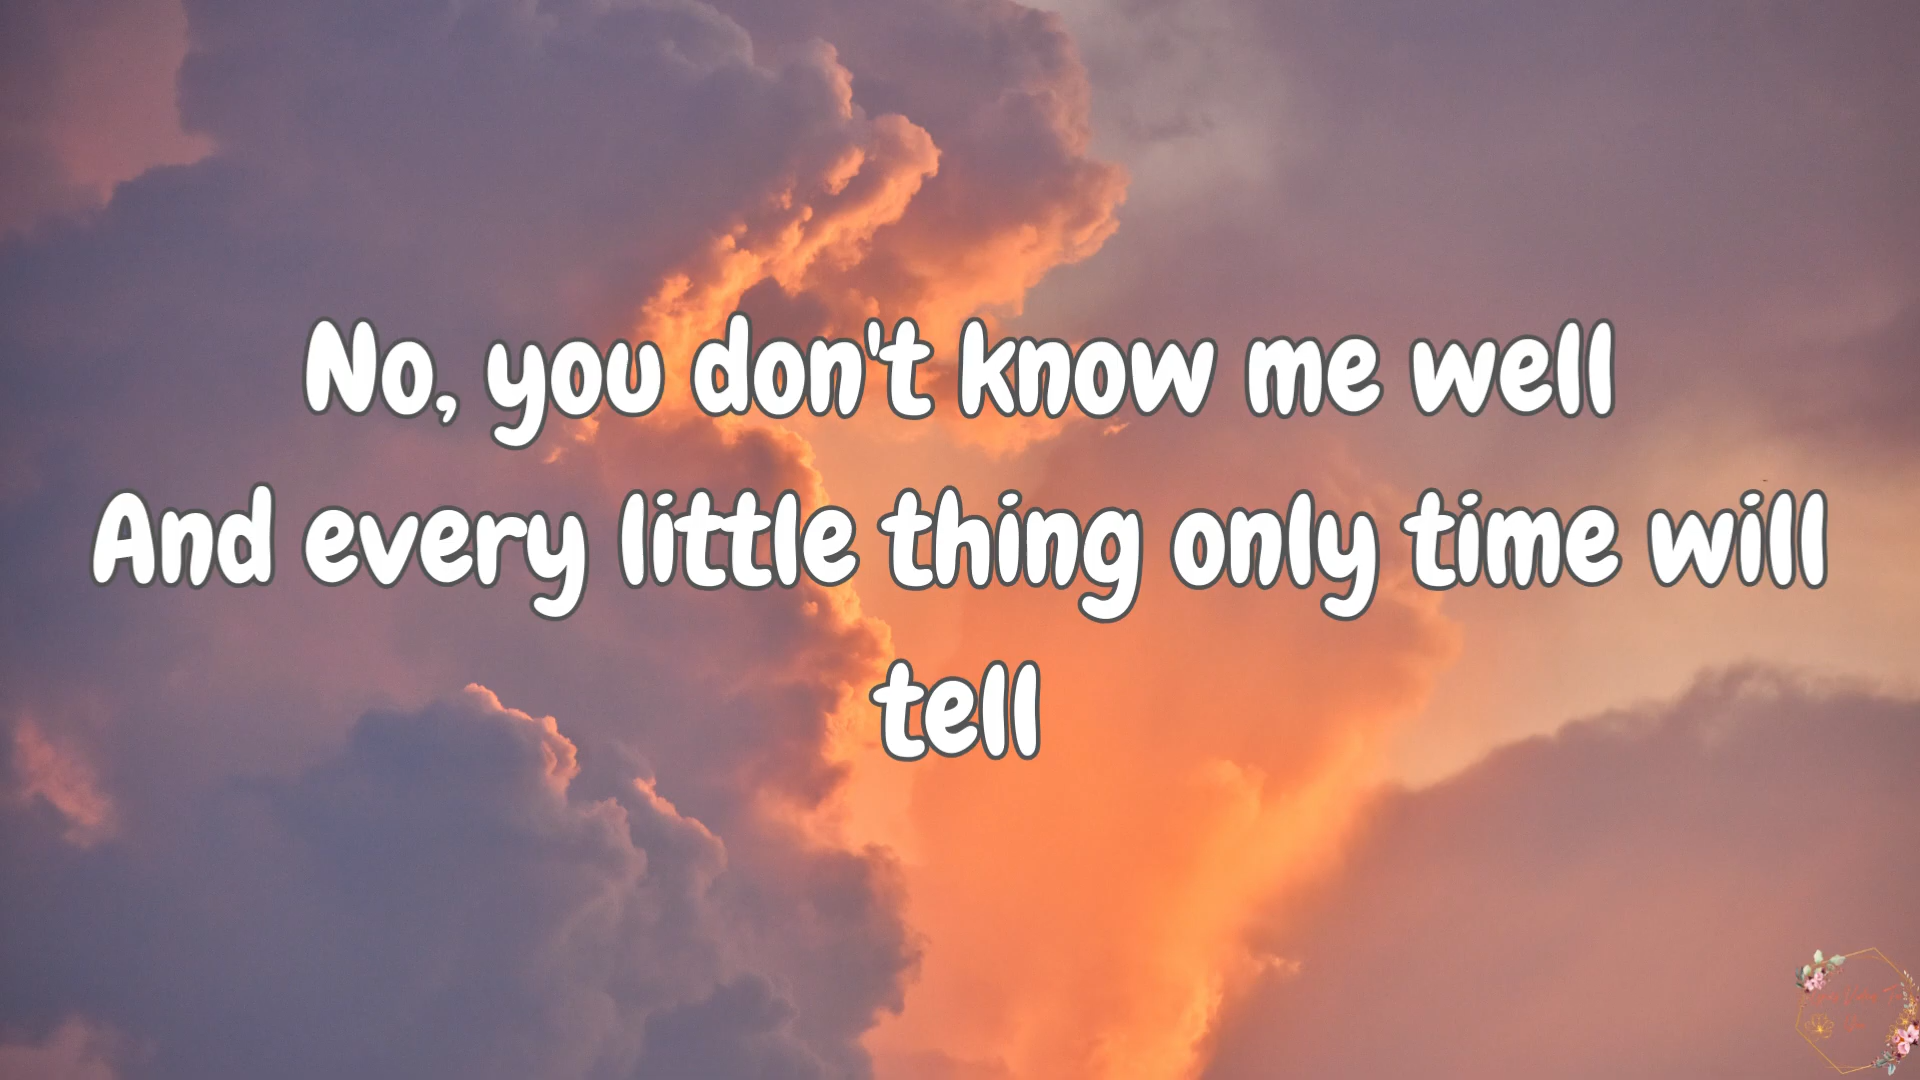 No, you don't know me well
And every little thing only time will
tell